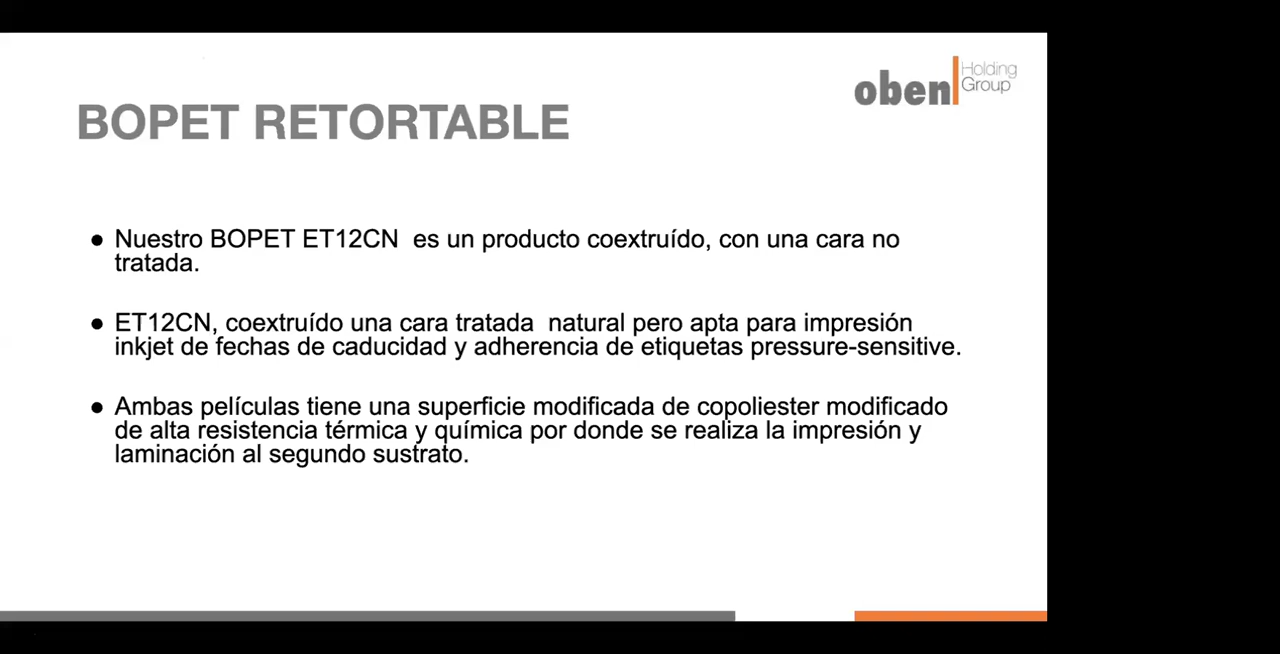 oben Holding
Group
BOPET RETORTABLE
● Nuestro BOPET ET12CN es un producto coextruído, con una cara no
tratada.
● ET12CN, coextruído una cara tratada natural pero apta para impresión
inkjet de fechas de caducidad y adherencia de etiquetas pressure-sensitive.
● Ambas películas tiene una superficie modificada de copoliester modificado
de alta resistencia térmica y química por donde se realiza la impresión y
laminación al segundo sustrato.